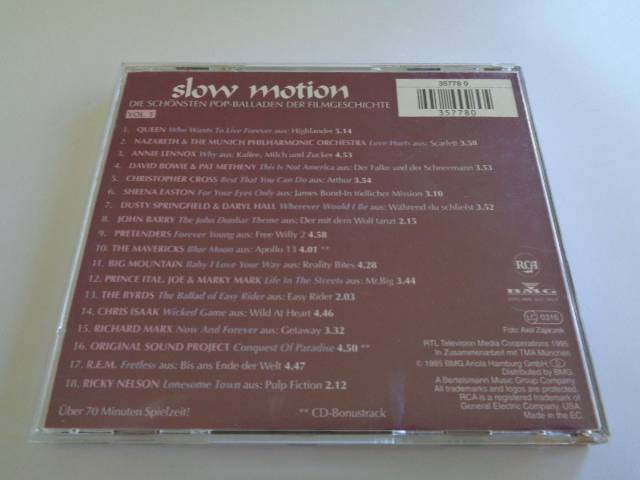 slow motion
DIE SCHÖNSTEN POP-BALLADEN DER FILMGESCHICHTE
VOL. 3
35778 0
357780
1. QUEEN Who Wants To Live Forever aus: Highlander 5.14
2. NAZARETH & THE MUNICH PHILHARMONIC ORCHESTRA Love Hurts aus: Scarlett 3.58
3. ANNIE LENNOX Why aus: Kaffee, Milch und Zucker 4.53
4. DAVID BOWIE & PAT METHENY This Is Not America aus: Der Falke und der Schneemann 3.53
5. CHRISTOPHER CROSS Best That You Can Do aus: Arthur 3.54
6. SHEENA EASTON For Your Eyes Only aus: James Bond-In tödlicher Mission 3.10
7. DUSTY SPRINGFIELD & DARYL HALL Wherever Would I Be aus: Während du schliefst 3.52
8. JOHN BARRY The John Dunbar Theme aus: Der mit dem Wolf tanzt 2.15
9. PRETENDERS Forever Young aus: Free Willy 2 4.58
10. THE MAVERICKS Blue Moon aus: Apollo 13 4.01 **
11. BIG MOUNTAIN Baby I Love Your Way aus: Reality Bites 4.28
12. PRINCE ITAL JOE & MARKY MARK Life In The Streets aus: Mr.Big 3.44
13. THE BYRDS The Ballad of Easy Rider aus: Easy Rider 2.03
14. CHRIS ISAAK Wicked Game aus: Wild At Heart 4.46
15. RICHARD MARX Now And Forever aus: Getaway 3.32
16. ORIGINAL SOUND PROJECT Conquest Of Paradise 4.50 **
17. R.E.M. Fretless aus: Bis ans Ende der Welt 4.47
18. RICKY NELSON Lonesome Town aus: Pulp Fiction 2.12
Über 70 Minuten Spielzeit!
** CD-Bonustrack
RCA
BMG
LC 0316
Foto: Axel Zajaczek
RTL Television Media Cooperations 1995
In Zusammenarbeit mit TMA München
© 1995 BMG Ariola Hamburg GmbH
Distributed by BMG.
A Bertelsmann Music Group Company.
All trademarks and logos are protected.
RCA is a registered trademark of
General Electric Company, USA.
Made in the EC.